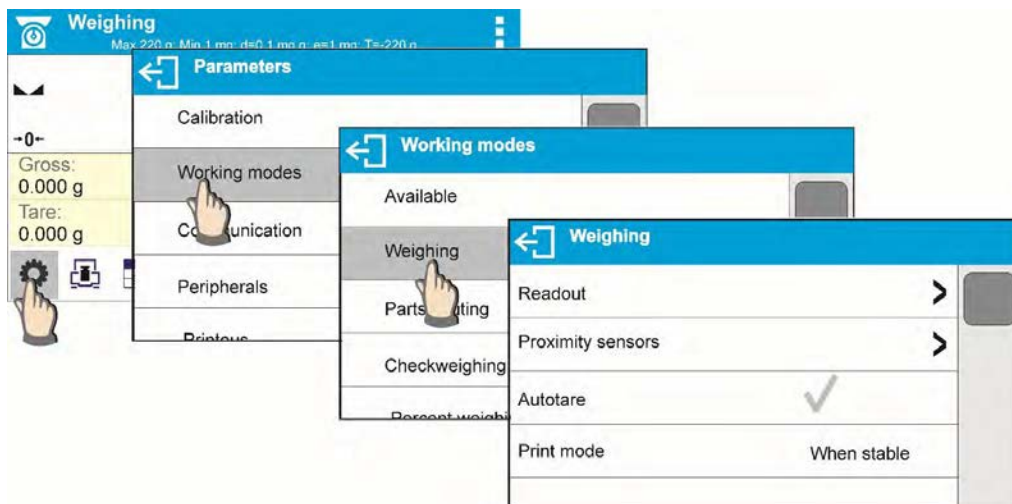 Weighing
Max 220 g; Min 1 mg; d=0.1 mg g; e=1 mg; T=-220 g
Parameters
Calibration
Working modes
Peripherals
Working modes
Available
Weighing
Checkweighing
Weighing
Readout
Proximity sensors
Autotare
Print mode When stable
→0←
Gross:
0.000 g
Tare:
0.000 g